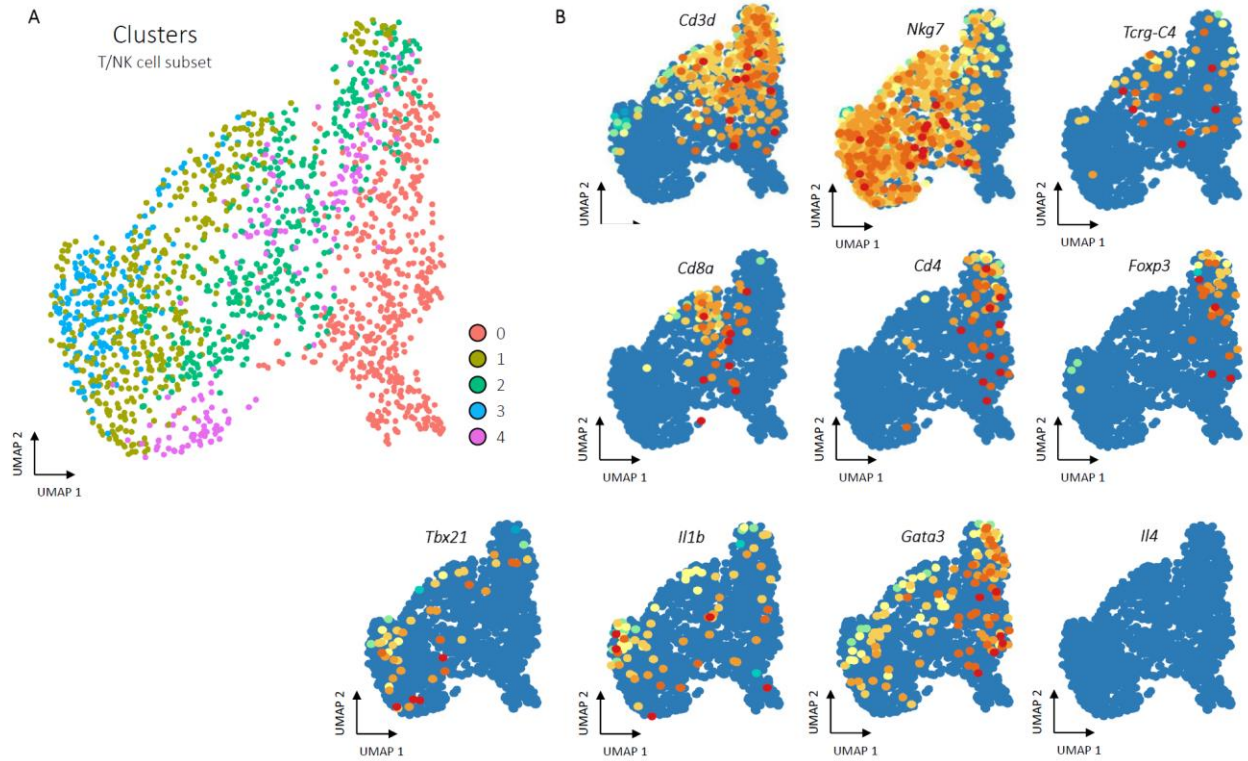 A
Clusters
T/NK cell subset
0
1
2
3
4
UMAP 2
UMAP 1
B
Cd3d
Nkg7
Tcrg-C4
UMAP 2
UMAP 2
UMAP 1
UMAP 2
UMAP 1
Cd8a
Cd4
Foxp3
UMAP 2
UMAP 1
UMAP 2
UMAP 1
UMAP 2
UMAP 1
Tbx21
Il1b
Gata3
Il4
UMAP 2
UMAP 1
UMAP 2
UMAP 1
UMAP 2
UMAP 1
UMAP 2
UMAP 1